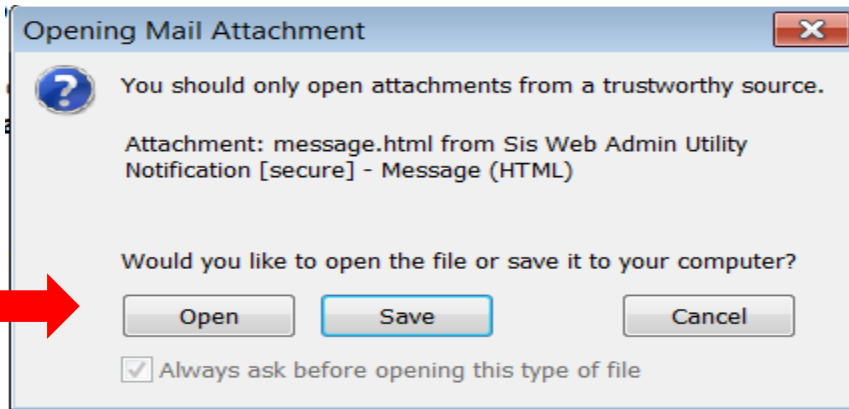 Opening Mail Attachment
You should only open attachments from a trustworthy source.
Attachment: message.html from Sis Web Admin Utility
Notification [secure] - Message (HTML)
Would you like to open the file or save it to your computer?
Open Save Cancel
Always ask before opening this type of file